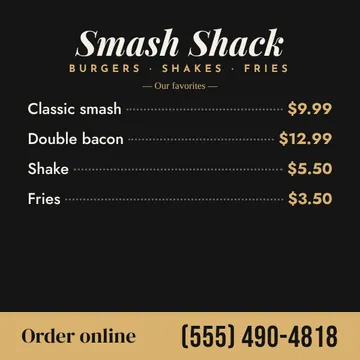 Smash Shack
BURGERS · SHAKES · FRIES
— Our favorites —
Classic smash $9.99
Double bacon $12.99
Shake $5.50
Fries $3.50
Order online (555) 490-4818